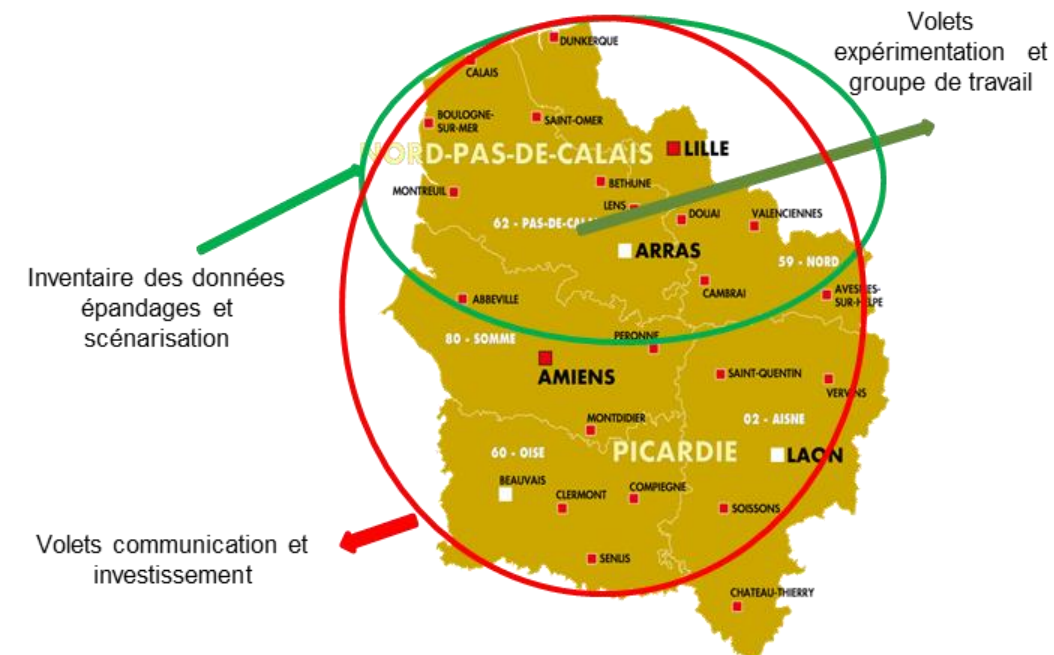 Volets
expérimentation et
groupe de travail
DUNKERQUE
CALAIS
BOULOGNE-
SUR-MER
SAINT-OMER
NORD-PAS-DE-CALAIS
LILLE
MONTREUIL
BETHUNE
LENS
DOUAI
VALENCIENNES
62 - PAS-DE-CALAIS
ARRAS
59 - NORD
Inventaire des données
épandages et
scénarisation
ABBEVILLE
CAMBRAI
AVESNES-
SUR-HELPE
80 - SOMME
PERONNE
AMIENS
SAINT-QUENTIN
VERVINS
MONTDIDIER
02 - AISNE
60 - OISE
PICARDIE
LAON
BEAUVAIS
CLERMONT
COMPIEGNE
SOISSONS
Volets communication et
investissement
SENLIS
CHATEAU-THIERRY